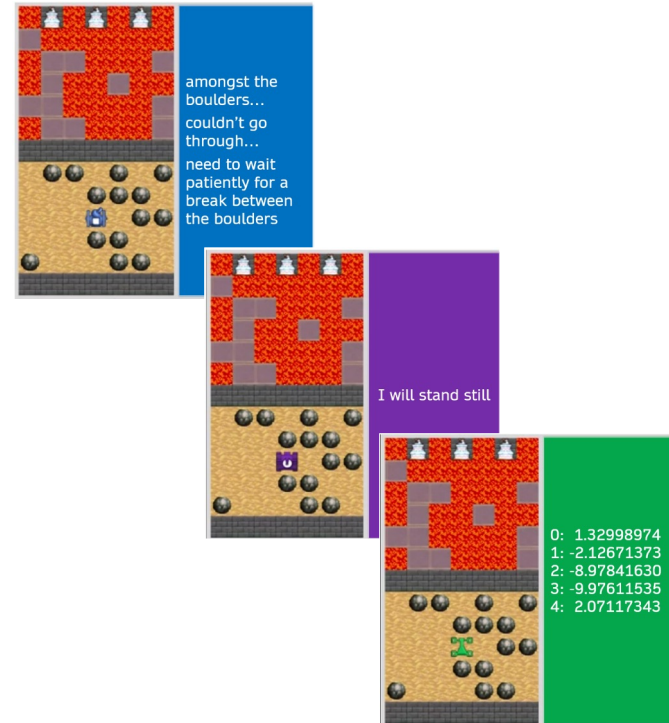 amongst the
boulders...
couldn't go
through...
need to wait
patiently for a
break between
the boulders
I will stand still
0: 1.32998974
1: -2.12671373
2: -8.97841630
3: -9.97611535
4: 2.07117343